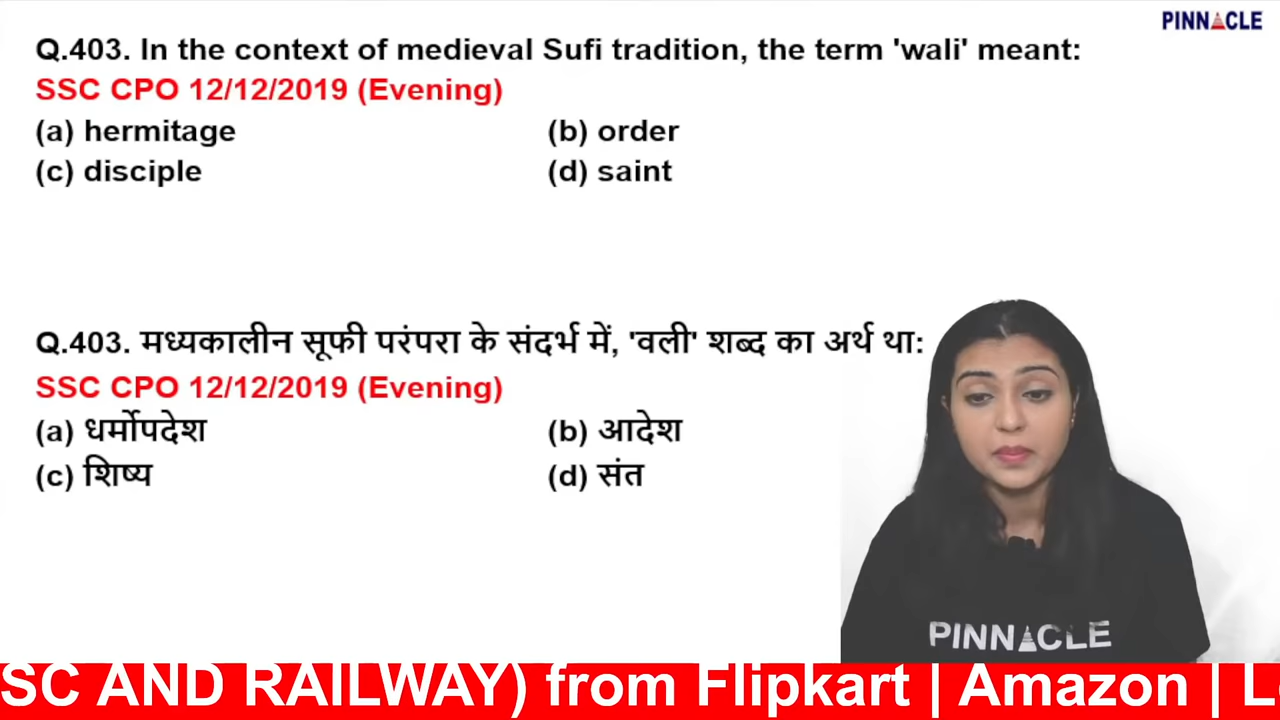 PINNACLE
Q.403. In the context of medieval Sufi tradition, the term 'wali' meant:
SSC CPO 12/12/2019 (Evening)
(a) hermitage (b) order
(c) disciple (d) saint
Q.403. मध्यकालीन सूफी परंपरा के संदर्भ में, 'वली' शब्द का अर्थ था:
SSC CPO 12/12/2019 (Evening)
(a) धर्मोपदेश (b) आदेश
(c) शिष्य (d) संत
PINNACLE
SC AND RAILWAY) from Flipkart | Amazon |